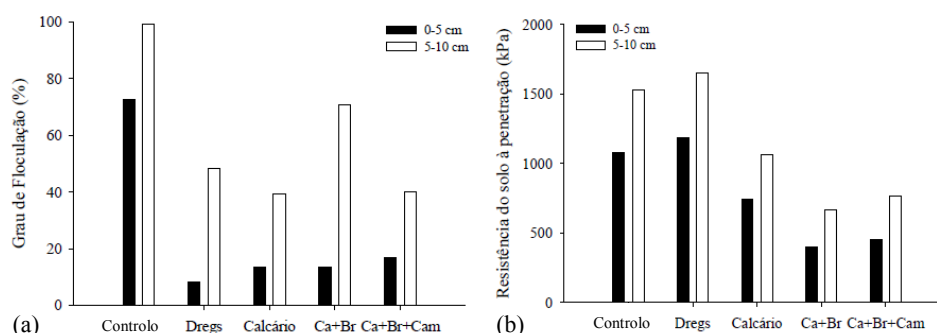 0-5 cm
5-10 cm
Grau de Floculação (%)
100
80
60
40
20
0
Controlo Dregs Calcário Ca+Br Ca+Br+Cam
(a)
0-5 cm
5-10 cm
Resistência do solo à penetração (kPa)
2000
1500
1000
500
0
Controlo Dregs Calcário Ca+Br Ca+Br+Cam
(b)